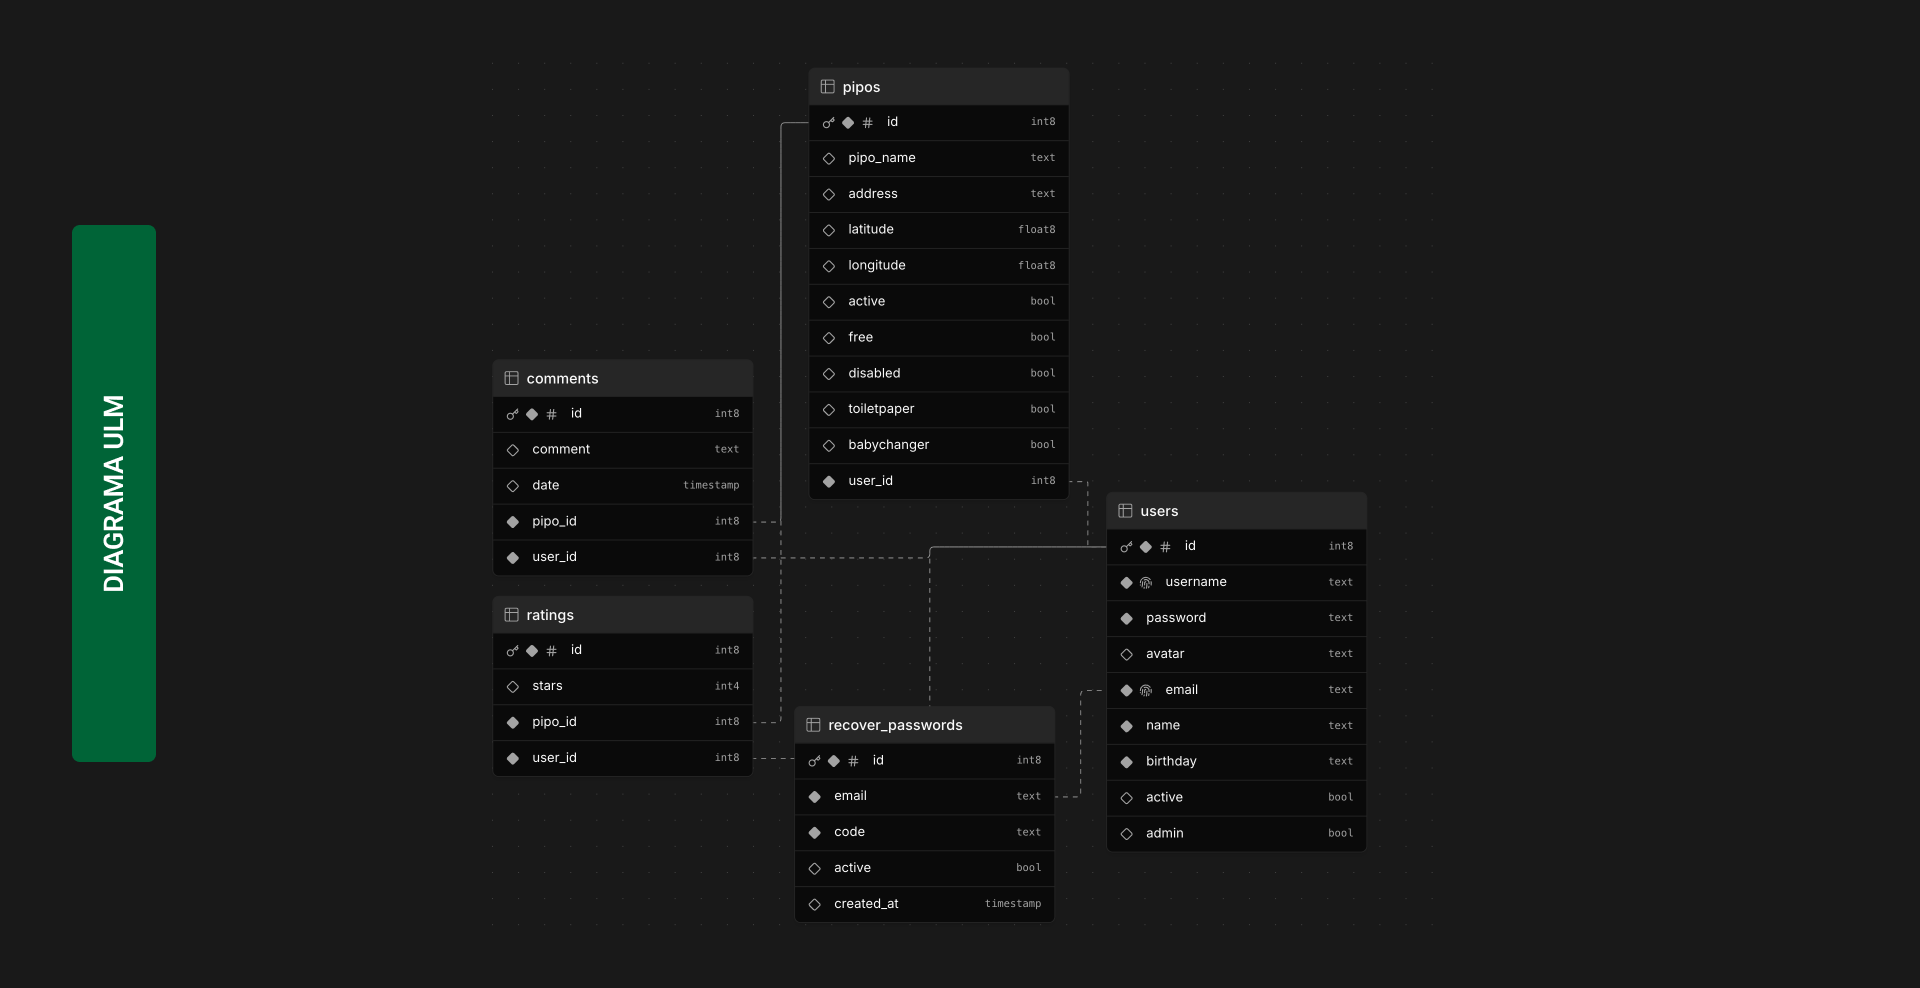 DIAGRAMA ULM
pipos
id int8
pipo_name text
address text
latitude float8
longitude float8
active bool
free bool
disabled bool
toiletpaper bool
babychanger bool
user_id int8
comments
id int8
comment text
date timestamp
pipo_id int8
user_id int8
ratings
id int8
stars int4
pipo_id int8
user_id int8
recover_passwords
id int8
email text
code text
active bool
created_at timestamp
users
id int8
username text
password text
avatar text
email text
name text
birthday text
active bool
admin bool